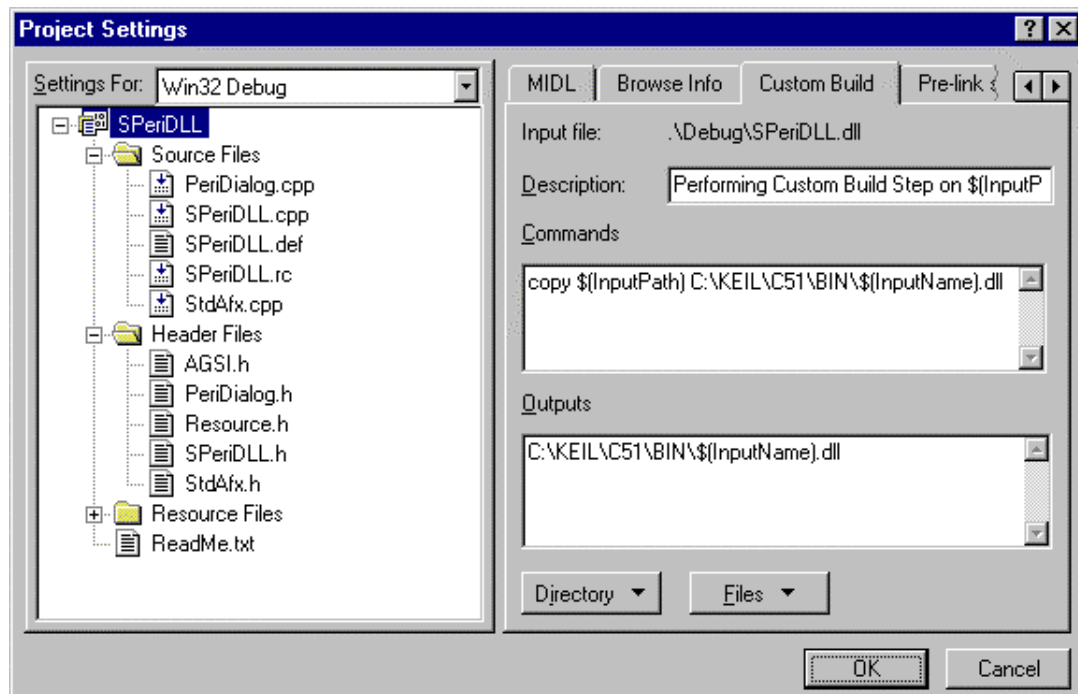 Project Settings
Settings For: Win32 Debug
SPeriDLL
Source Files
PeriDialog.cpp
SPeriDLL.cpp
SPeriDLL.def
SPeriDLL.rc
StdAfx.cpp
Header Files
AGSI.h
PeriDialog.h
Resource.h
SPeriDLL.h
StdAfx.h
Resource Files
ReadMe.txt
MIDL Browse Info Custom Build Pre-link
Input file: .\Debug\SPeriDLL.dll
Description: Performing Custom Build Step on $(InputP
Commands
copy $(InputPath) C:\KEIL\C51\BIN\$(InputName).dll
Outputs
C:\KEIL\C51\BIN\$(InputName).dll
Directory Files
OK Cancel